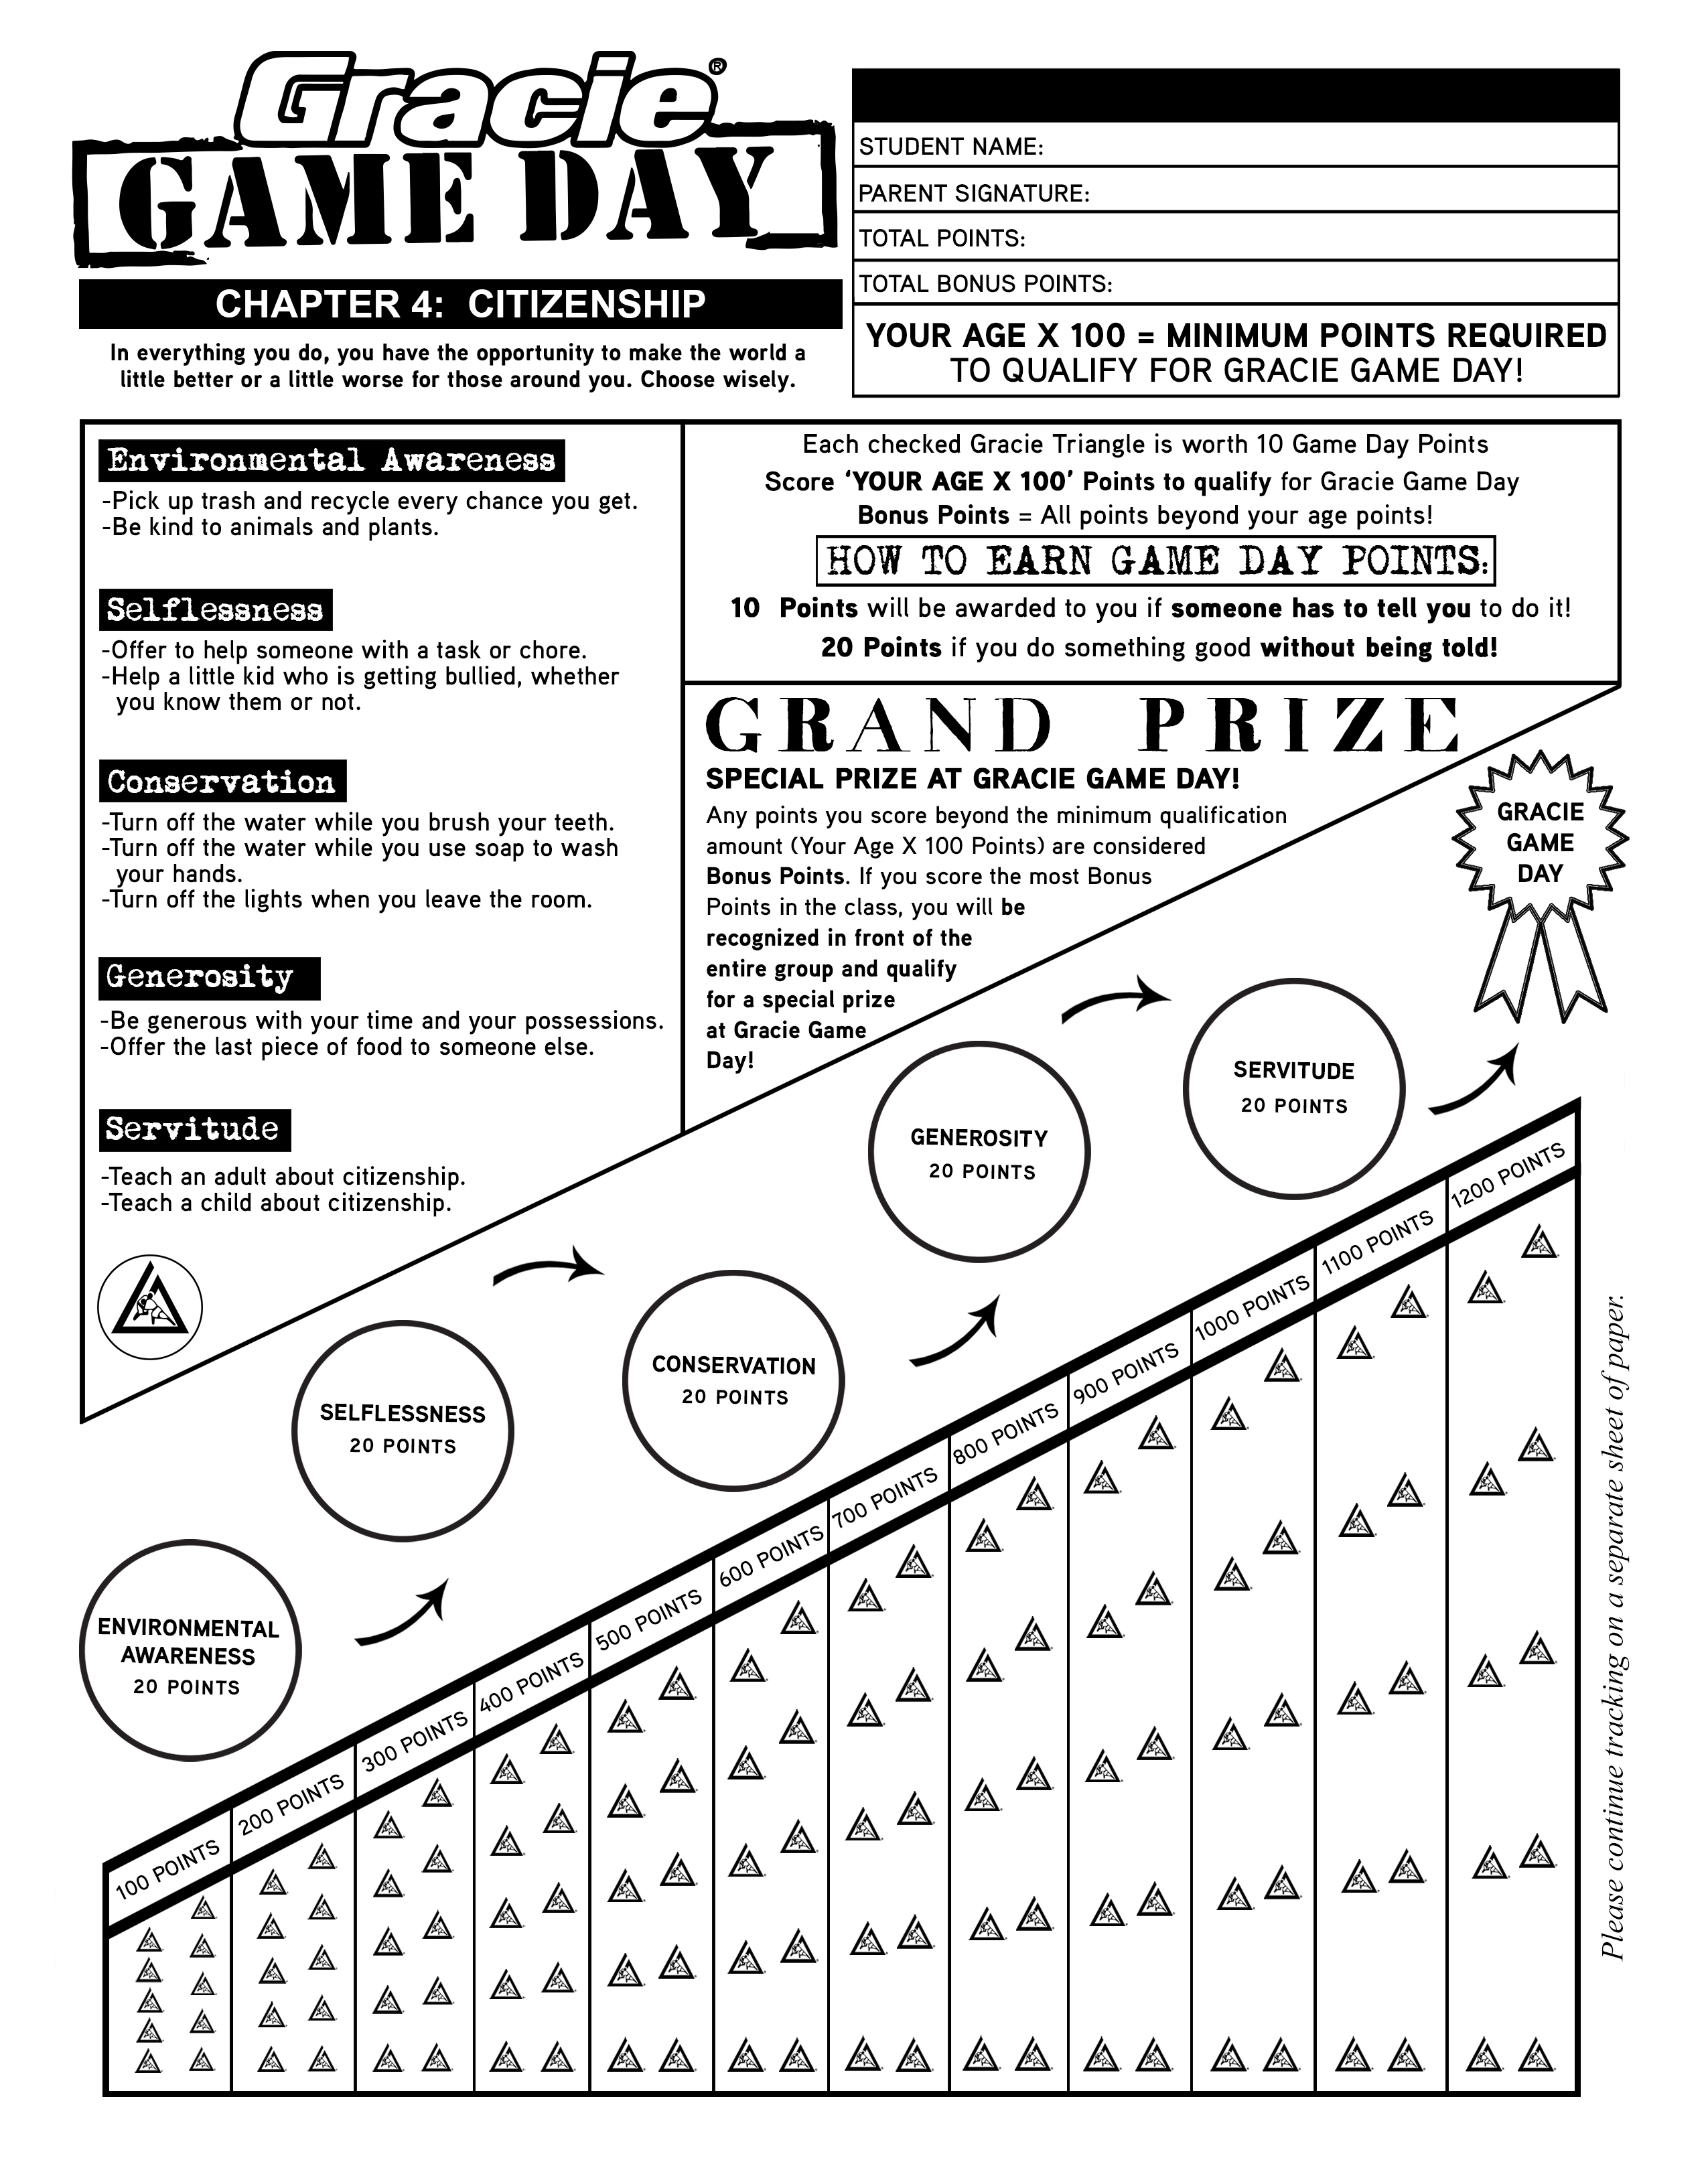 Gracie®
GAME DAY
CHAPTER 4: CITIZENSHIP
In everything you do, you have the opportunity to make the world a
little better or a little worse for those around you. Choose wisely.
STUDENT NAME:
PARENT SIGNATURE:
TOTAL POINTS:
TOTAL BONUS POINTS:
YOUR AGE X 100 = MINIMUM POINTS REQUIRED
TO QUALIFY FOR GRACIE GAME DAY!
Environmental Awareness
-Pick up trash and recycle every chance you get.
-Be kind to animals and plants.
Selflessness
-Offer to help someone with a task or chore.
-Help a little kid who is getting bullied, whether
you know them or not.
Conservation
-Turn off the water while you brush your teeth.
-Turn off the water while you use soap to wash
your hands.
-Turn off the lights when you leave the room.
Generosity
-Be generous with your time and your possessions.
-Offer the last piece of food to someone else.
Servitude
-Teach an adult about citizenship.
-Teach a child about citizenship.
Each checked Gracie Triangle is worth 10 Game Day Points
Score ‘YOUR AGE X 100’ Points to qualify for Gracie Game Day
Bonus Points = All points beyond your age points!
HOW TO EARN GAME DAY POINTS:
10 Points will be awarded to you if someone has to tell you to do it!
20 Points if you do something good without being told!
GRAND PRIZE
SPECIAL PRIZE AT GRACIE GAME DAY!
Any points you score beyond the minimum qualification
amount (Your Age X 100 Points) are considered
Bonus Points. If you score the most Bonus
Points in the class, you will be
recognized in front of the
entire group and qualify
for a special prize
at Gracie Game
Day!
GRACIE
GAME
DAY
SERVITUDE
20 POINTS
GENEROSITY
20 POINTS
CONSERVATION
20 POINTS
SELFLESSNESS
20 POINTS
ENVIRONMENTAL
AWARENESS
20 POINTS
100 POINTS
200 POINTS
300 POINTS
400 POINTS
500 POINTS
600 POINTS
700 POINTS
800 POINTS
900 POINTS
1000 POINTS
1100 POINTS
1200 POINTS
Please continue tracking on a separate sheet of paper.